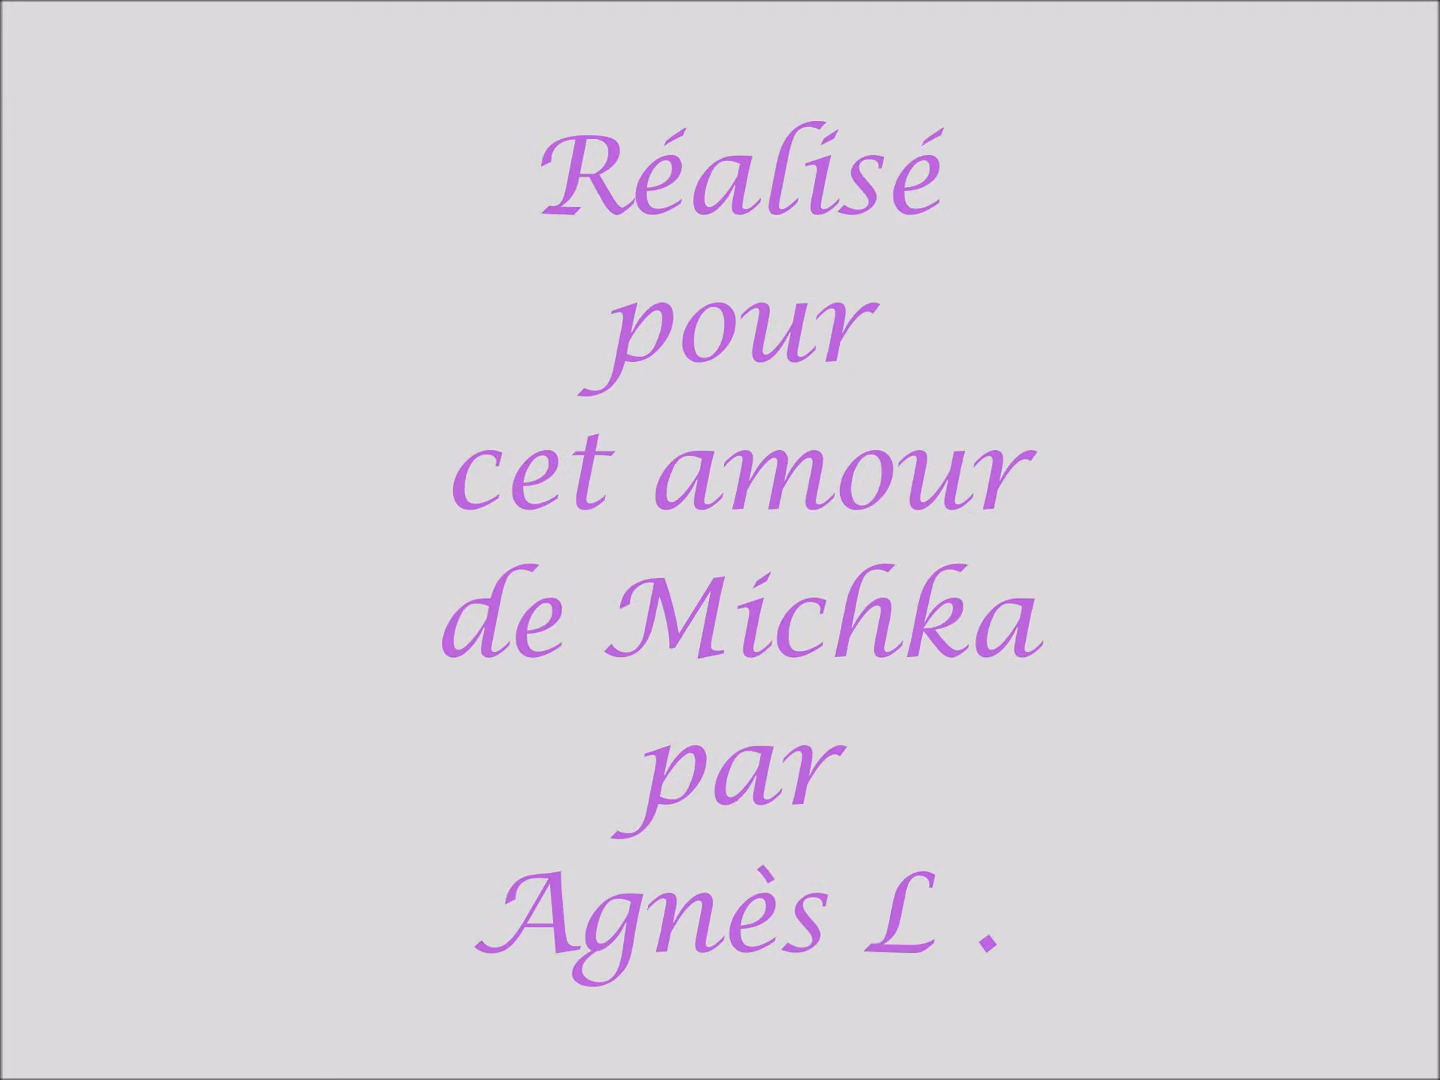 Réalisé
pour
cet amour
de Michka
par
Agnès L .